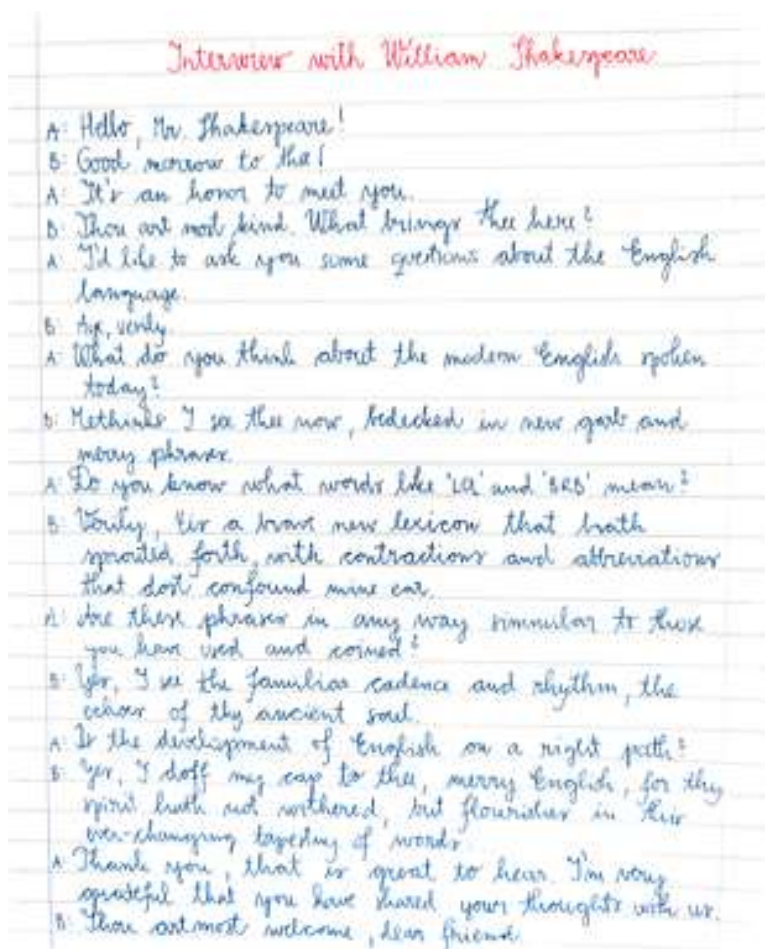 Interview with William Shakespeare
A: Hello, Mr. Shakespeare!
B: Good morrow to thee!
A: It's an honor to meet you.
B: Thou art most kind. What brings thee here?
A: I'd like to ask you some questions about the English
language.
B: Aye, verily.
A: What do you think about the modern English spoken
today?
B: Methinks I see thee now, bedecked in new garb and
merry phrases.
A: Do you know what words like 'LOL' and 'BRB' mean?
B: Verily, tis a brave new lexicon that hath
sprouted forth, with contractions and abbreviations
that dost confound mine ear.
A: Are these phrases in any way simmular to those
you have used and coined?
B: Yes, I see the familiar cadence and rhythm, the
echoes of thy ancient soul.
A: Is the development of English on a right path?
B: Yes, I doff my cap to thee, merry English, for thy
spirit hath not withered, but flourishes in this
ever-changing tapestry of words.
A: Thank you, that is great to hear. I'm very
grateful that you have shared your thoughts with us.
B: Thou art most welcome, dear friend.